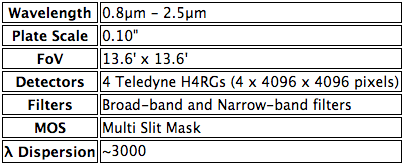 Wavelength 0.8μm - 2.5μm
Plate Scale 0.10"
FoV 13.6' x 13.6'
Detectors 4 Teledyne H4RGs (4 x 4096 x 4096 pixels)
Filters Broad-band and Narrow-band filters
MOS Multi Slit Mask
λ Dispersion ~3000